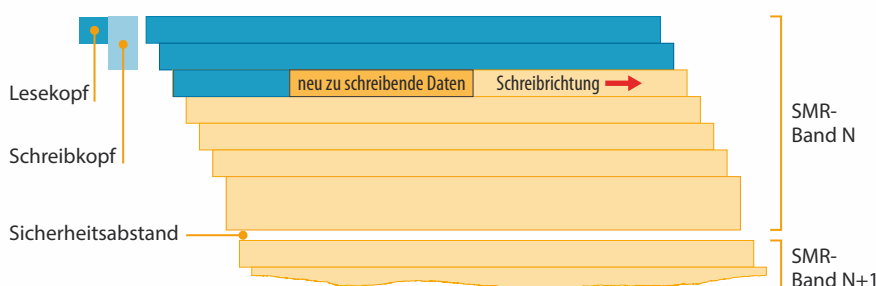 neu zu schreibende Daten
Schreibrichtung
Lesekopf
Schreibkopf
Sicherheitsabstand
SMR-
Band N
SMR-
Band N+1